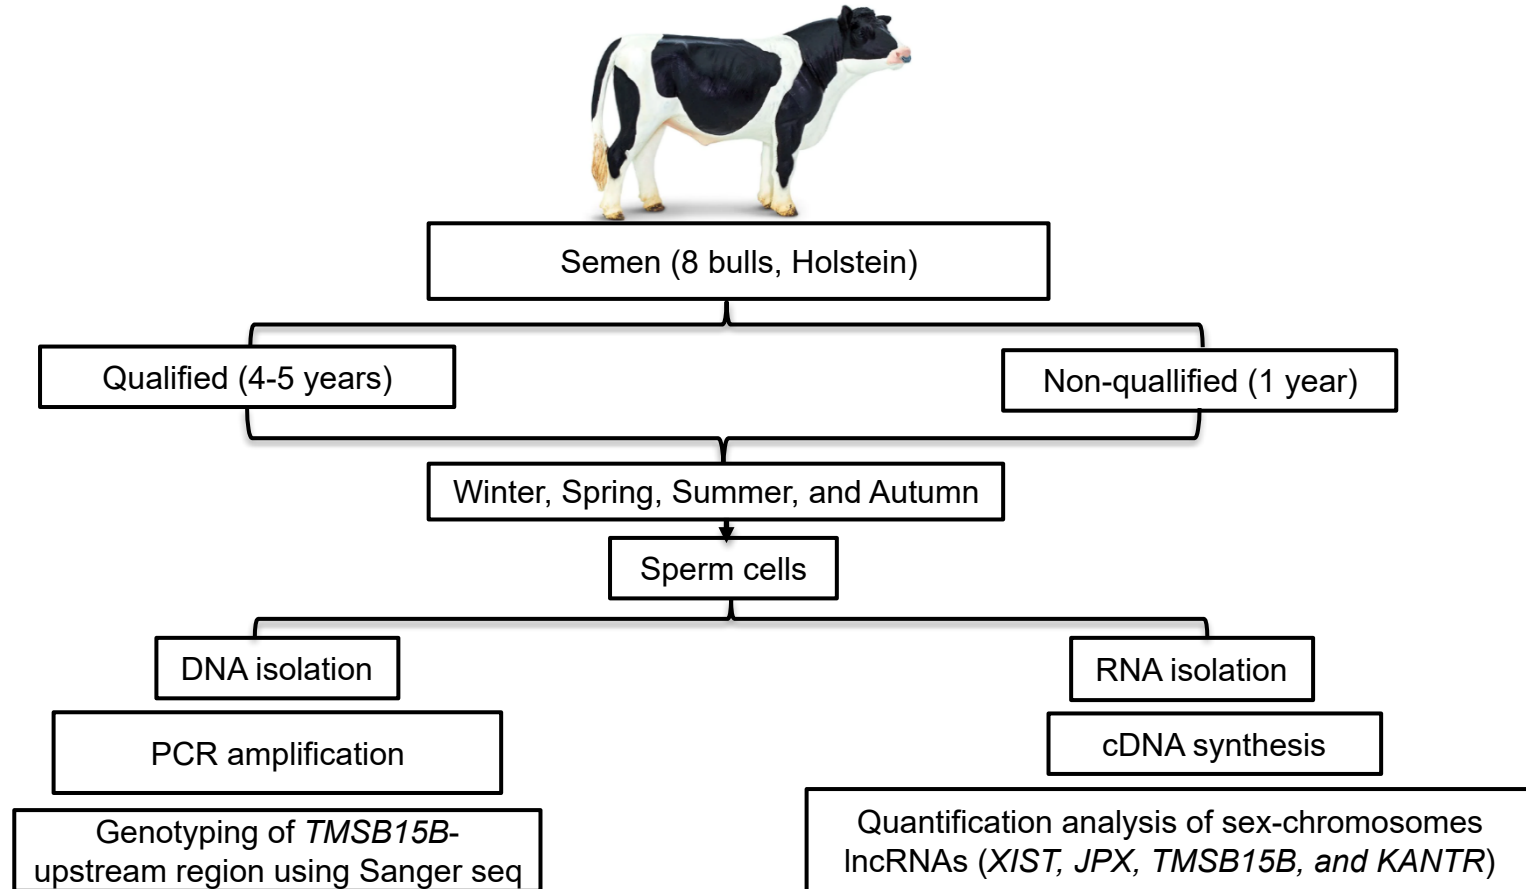 Semen (8 bulls, Holstein)
Qualified (4-5 years)
Non-quallified (1 year)
Winter, Spring, Summer, and Autumn
Sperm cells
DNA isolation
RNA isolation
PCR amplification
cDNA synthesis
Genotyping of TMSB15B-
upstream region using Sanger seq
Quantification analysis of sex-chromosomes
lncRNAs (XIST, JPX, TMSB15B, and KANTR)